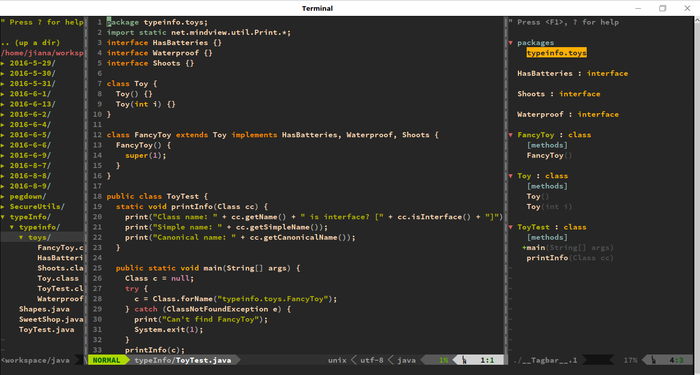 Terminal
" Press ? for help
.. (up a dir)
/home/jiana/worksp
▸ 2016-5-29/
▸ 2016-5-30/
▸ 2016-5-31/
▸ 2016-6-1/
▸ 2016-6-13/
▸ 2016-6-2/
▸ 2016-6-4/
▸ 2016-6-5/
▸ 2016-6-6/
▸ 2016-6-9/
▸ 2016-8-7/
▸ 2016-8-8/
▸ 2016-8-9/
▸ pegdown/
▸ SecureUtils/
▾ typeInfo/
▾ typeinfo/
▾ toys/
FancyToy.c
HasBatteri
Shoots.cla
Toy.class
ToyTest.cl
Waterproof
Shapes.java
SweetShop.java
ToyTest.java
~
~
<workspace/java
1 package typeinfo.toys;
2 import static net.mindview.util.Print.*;
3 interface HasBatteries {}
4 interface Waterproof {}
5 interface Shoots {}
6
7 class Toy {
8 Toy() {}
9 Toy(int i) {}
10 }
11
12 class FancyToy extends Toy implements HasBatteries, Waterproof, Shoots {
13 FancyToy() {
14 super(1);
15 }
16 }
17
18 public class ToyTest {
19 static void printInfo(Class cc) {
20 print("Class name: " + cc.getName() + " is interface? [" + cc.isInterface() + "]")
21 print("Simple name: " + cc.getSimpleName());
22 print("Canonical name: " + cc.getCanonicalName());
23 }
24
25 public static void main(String[] args) {
26 Class c = null;
27 try {
28 c = Class.forName("typeinfo.toys.FancyToy");
29 } catch (ClassNotFoundException e) {
30 print("Can't find FancyToy");
31 System.exit(1);
32 }
33 printInfo(c);
NORMAL typeInfo/ToyTest.java unix utf-8 java 1% 1:1
" Press <F1>, ? for help
▾ packages
typeinfo.toys
HasBatteries : interface
Shoots : interface
Waterproof : interface
▾ FancyToy : class
[methods]
FancyToy()
▾ Toy : class
[methods]
Toy()
Toy(int i)
▾ ToyTest : class
[methods]
+main(String[] args)
printInfo(Class cc)
./__Tagbar__.1 17% 4:3